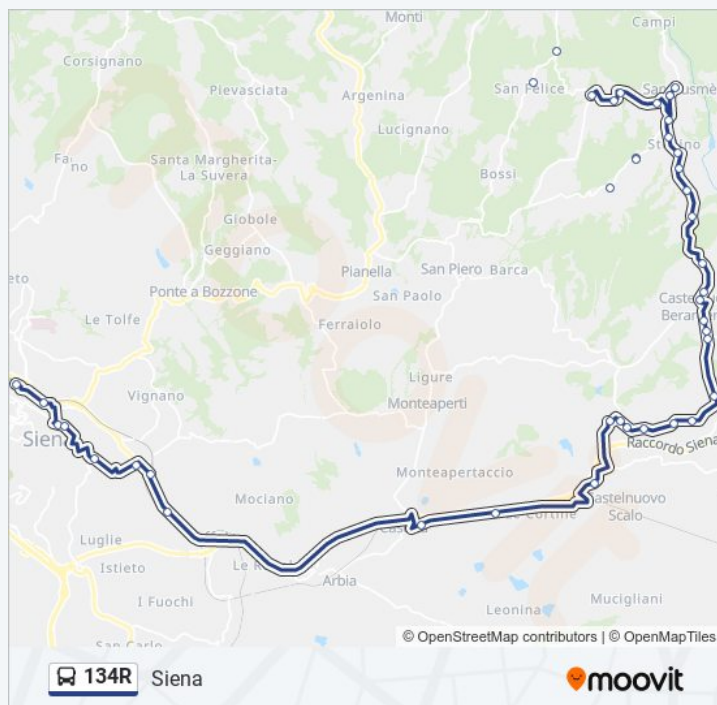 Campi
Monti
Corsignano
Pievasciata
Argenina
San Felice
Lucignano
Santa Margherita-
La Suvera
Bossi
Giobole
Geggiano
Pianella
San Piero
Barca
Ponte a Bozzone
San Paolo
Le Tolfe
Ferraiolo
Ligure
Vignano
Monteaperti
Siena
Raccordo Siena
Monteapertaccio
Mociano
Castelnuovo
Scalo
Luglie
Istieto
Arbia
I Fuochi
Mucigliani
Leonina
San Carlo
© OpenStreetMap contributors | © OpenMapTiles
134R Siena
moovit